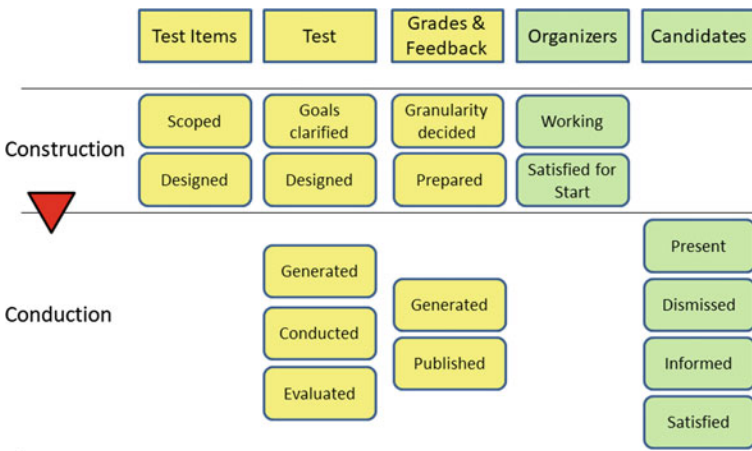 Test Items
Test
Grades &
Feedback
Organizers
Candidates
Construction
Scoped
Goals
clarified
Granularity
decided
Working
Designed
Designed
Prepared
Satisfied for
Start
Conduction
Present
Generated
Generated
Dismissed
Conducted
Published
Informed
Evaluated
Satisfied